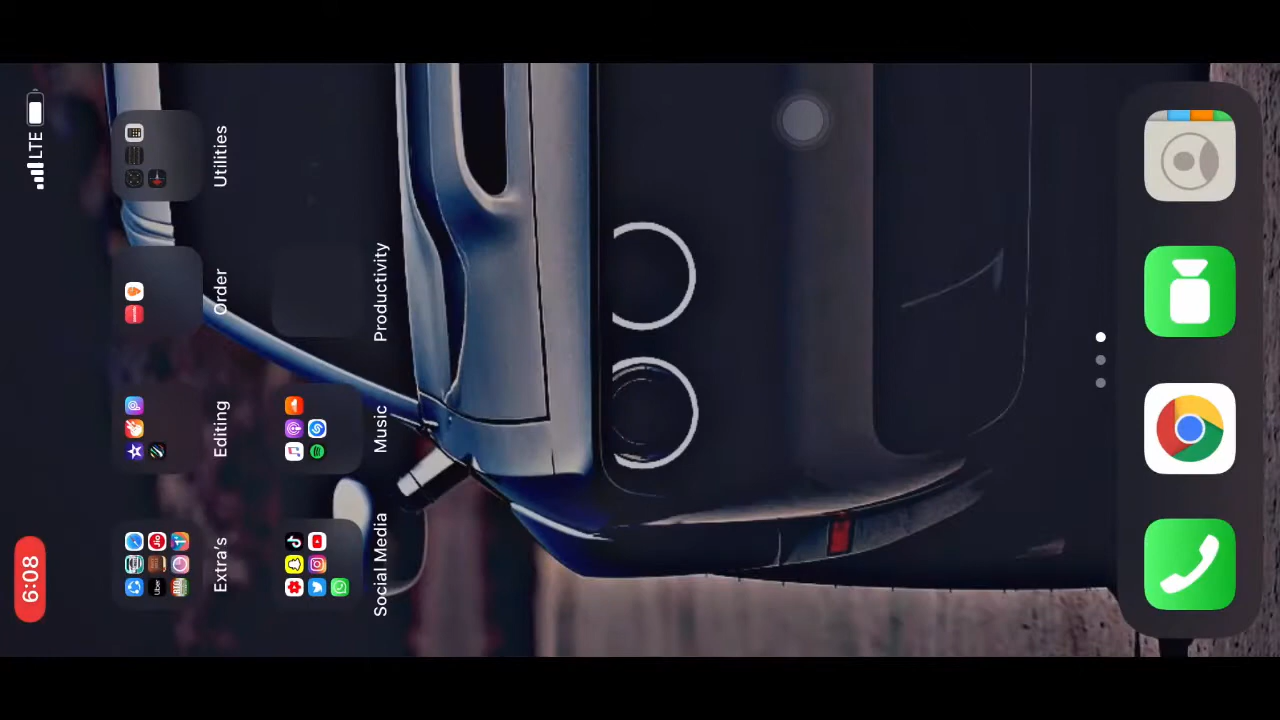 6:08
LTE
Extra's
Editing
Order
Utilities
Social Media
Music
Productivity